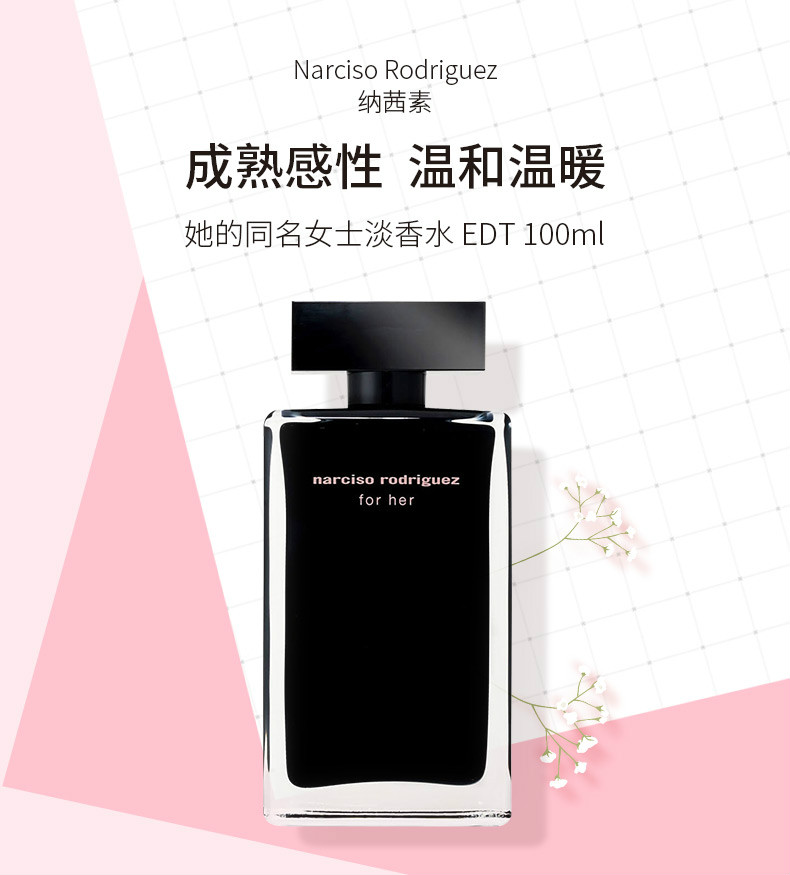 Narciso Rodriguez
纳茜素
成熟感性 温和温暖
她的同名女士淡香水 EDT 100ml
narciso rodriguez
for her